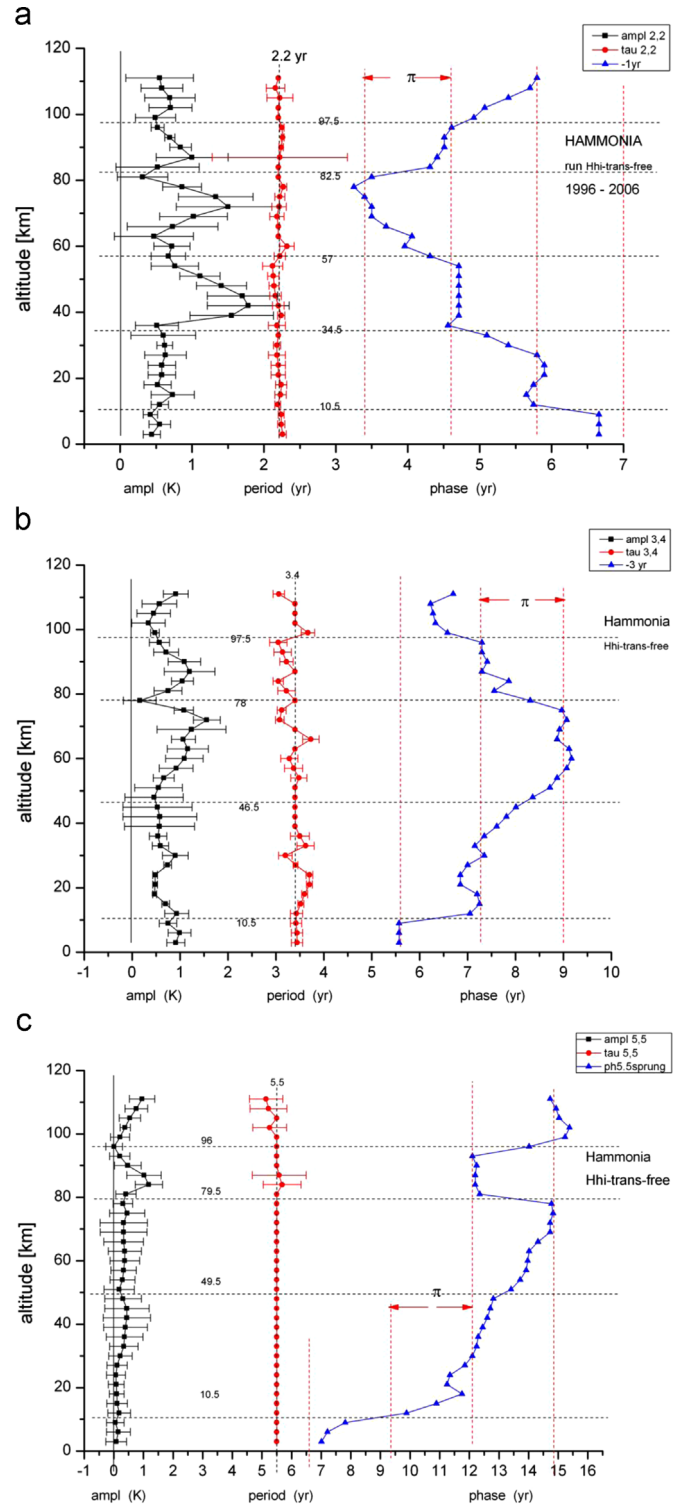 a
ampl 2,2
tau 2,2
-1yr
2.2 yr
π
120
100
80
60
40
20
0
altitude [km]
97.5
82.5
57
34.5
10.5
HAMMONIA
run Hhi-trans-free
1996 - 2006
0 1 2 3 4 5 6 7
ampl (K) period (yr) phase (yr)
b
ampl 3,4
tau 3,4
-3 yr
3,4
π
120
100
80
60
40
20
0
altitude [km]
97.5
78
46.5
10.5
Hammonia
Hhi-trans-free
-1 0 1 2 3 4 5 6 7 8 9 10
ampl (K) period (yr) phase (yr)
c
ampl 5,5
tau 5,5
ph5.5sprung
5,5
120
100
80
60
40
20
0
altitude [km]
96
79.5
49.5
10.5
Hammonia
Hhi-trans-free
π
-1 0 1 2 3 4 5 6 7 8 9 10 11 12 13 14 15 16
ampl (K) period (yr) phase (yr)